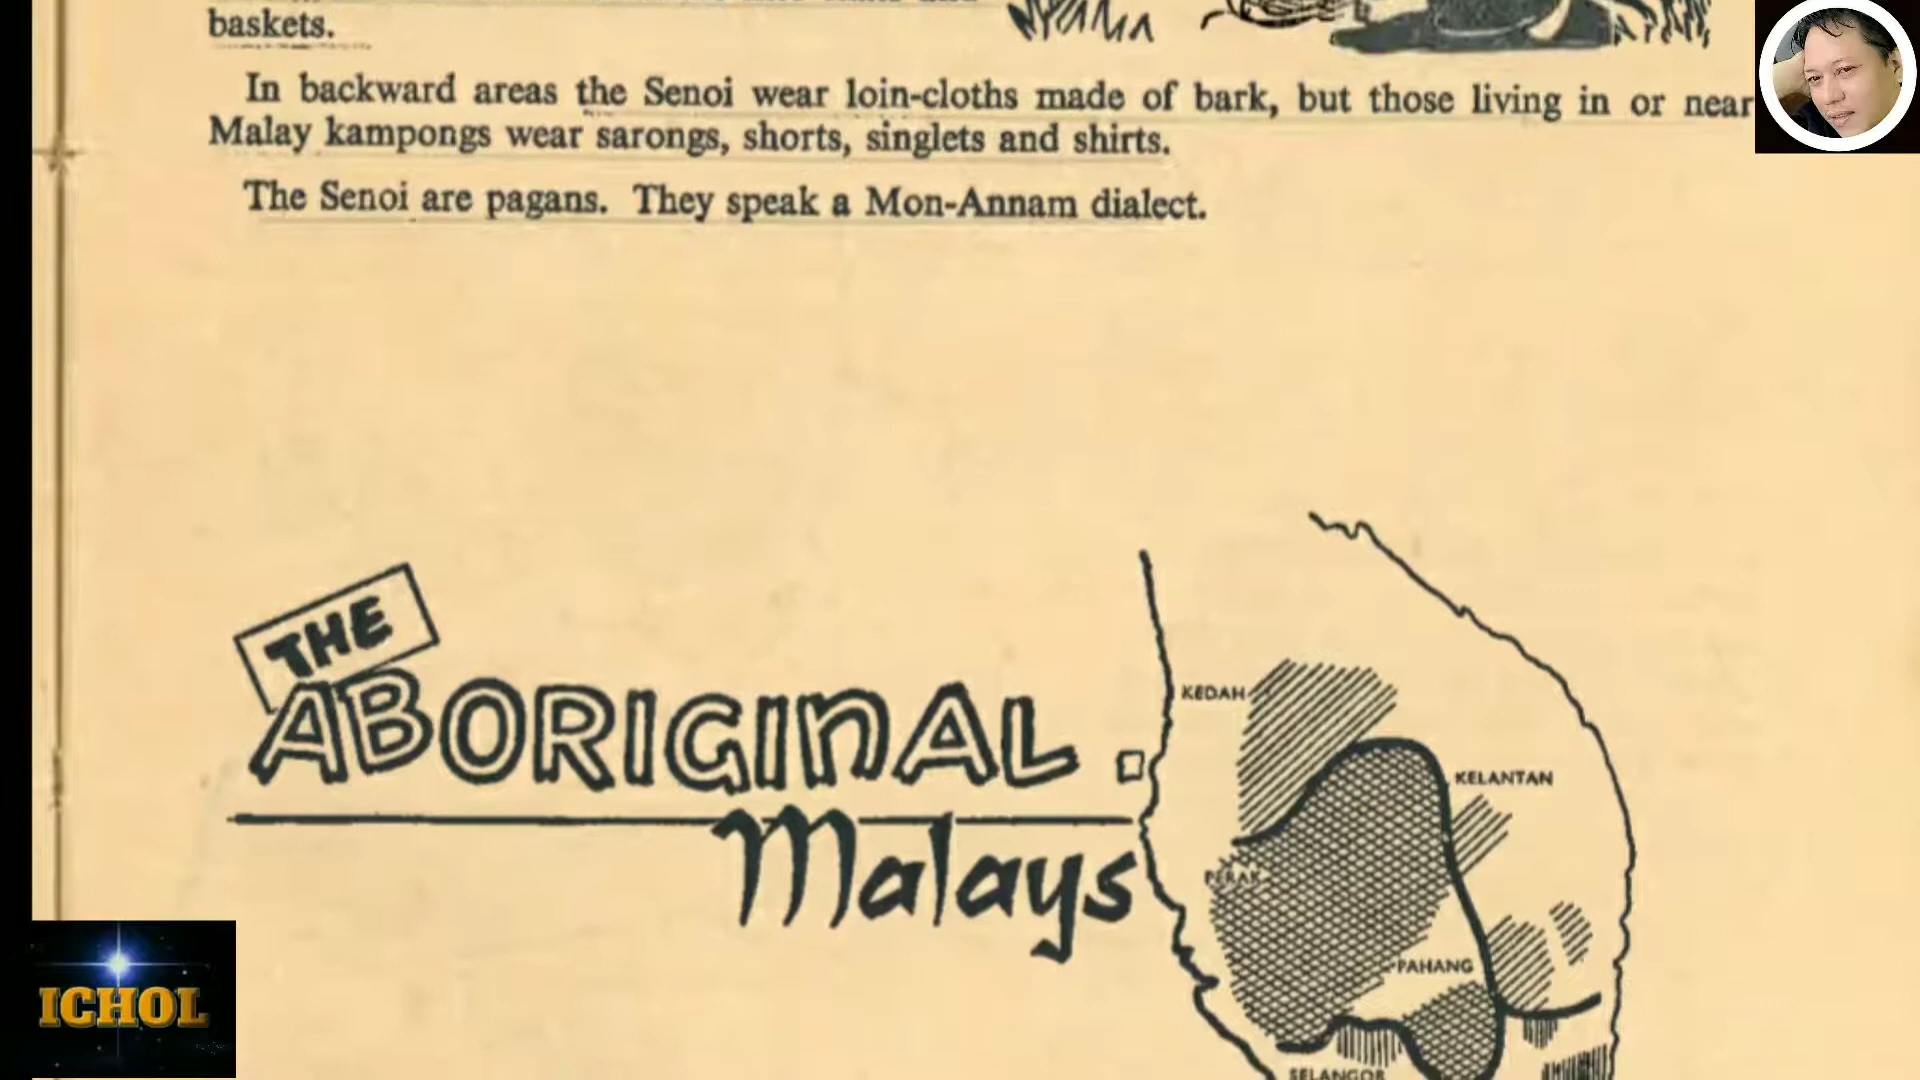 baskets.
In backward areas the Senoi wear loin-cloths made of bark, but those living in or near
Malay kampongs wear sarongs, shorts, singlets and shirts.
The Senoi are pagans. They speak a Mon-Annam dialect.
THE
ABORIGINAL
Malays
KEDAH
KELANTAN
PERAK
PAHANG
SELANGOR
ICHOL